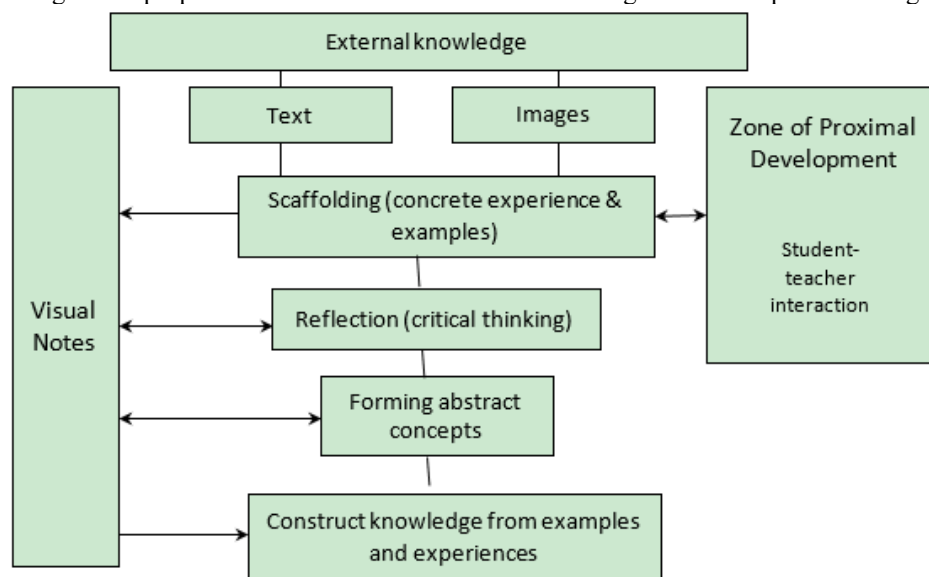 External knowledge
Text
Images
Zone of Proximal
Development
Student-
teacher
interaction
Scaffolding (concrete experience &
examples)
Visual
Notes
Reflection (critical thinking)
Forming abstract
concepts
Construct knowledge from examples
and experiences